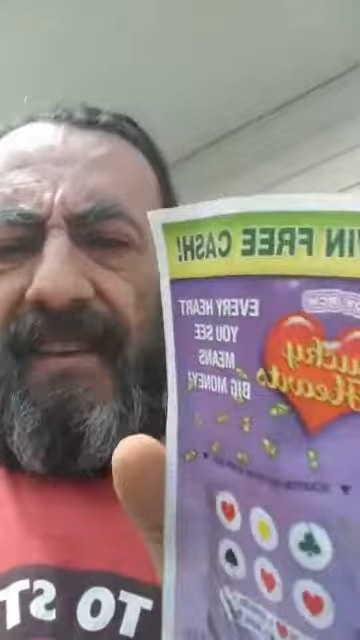 WIN FREE CASH!
EVERY HEART
YOU SEE
MEANS
BIG MONEY!
Lucky
Hearts
TO ST